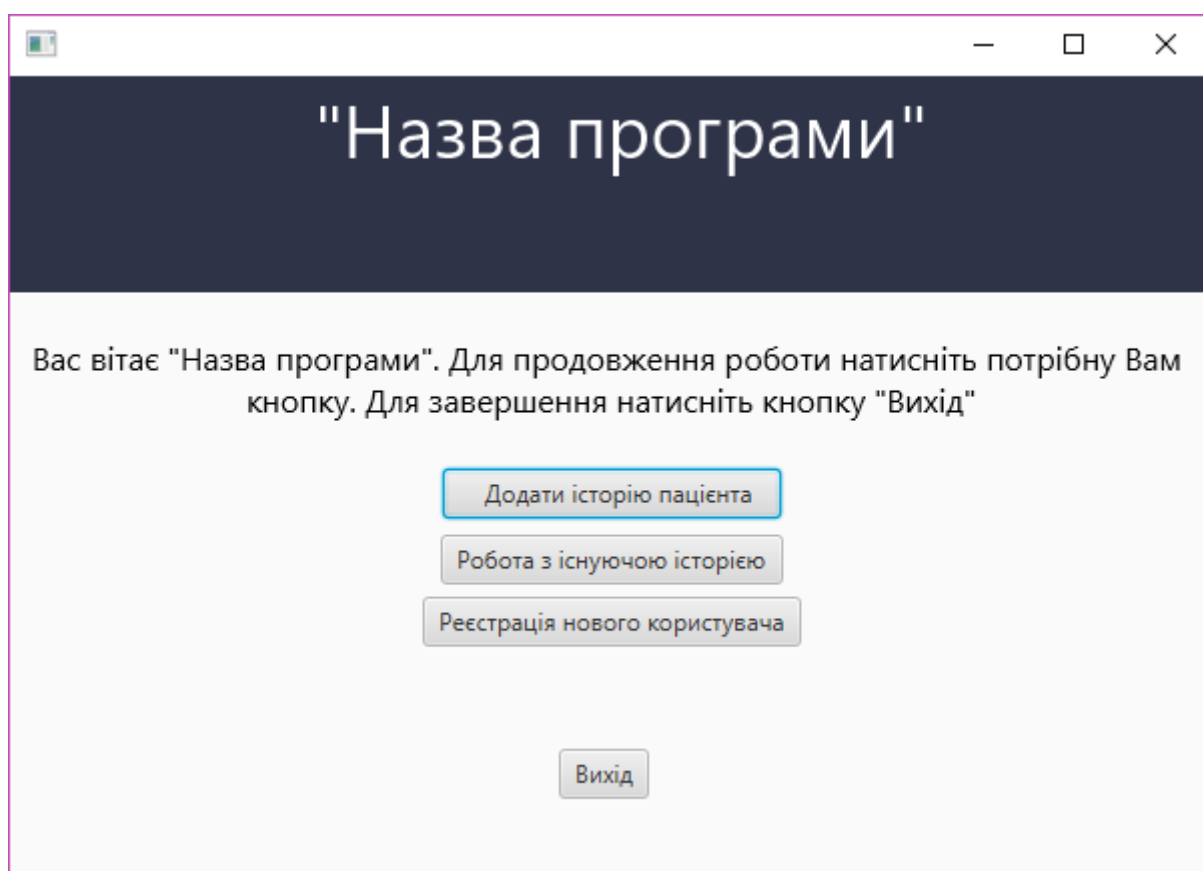 "Назва програми"
Вас вітає "Назва програми". Для продовження роботи натисніть потрібну Вам
кнопку. Для завершення натисніть кнопку "Вихід"
Додати історію пацієнта
Робота з існуючою історією
Реєстрація нового користувача
Вихід